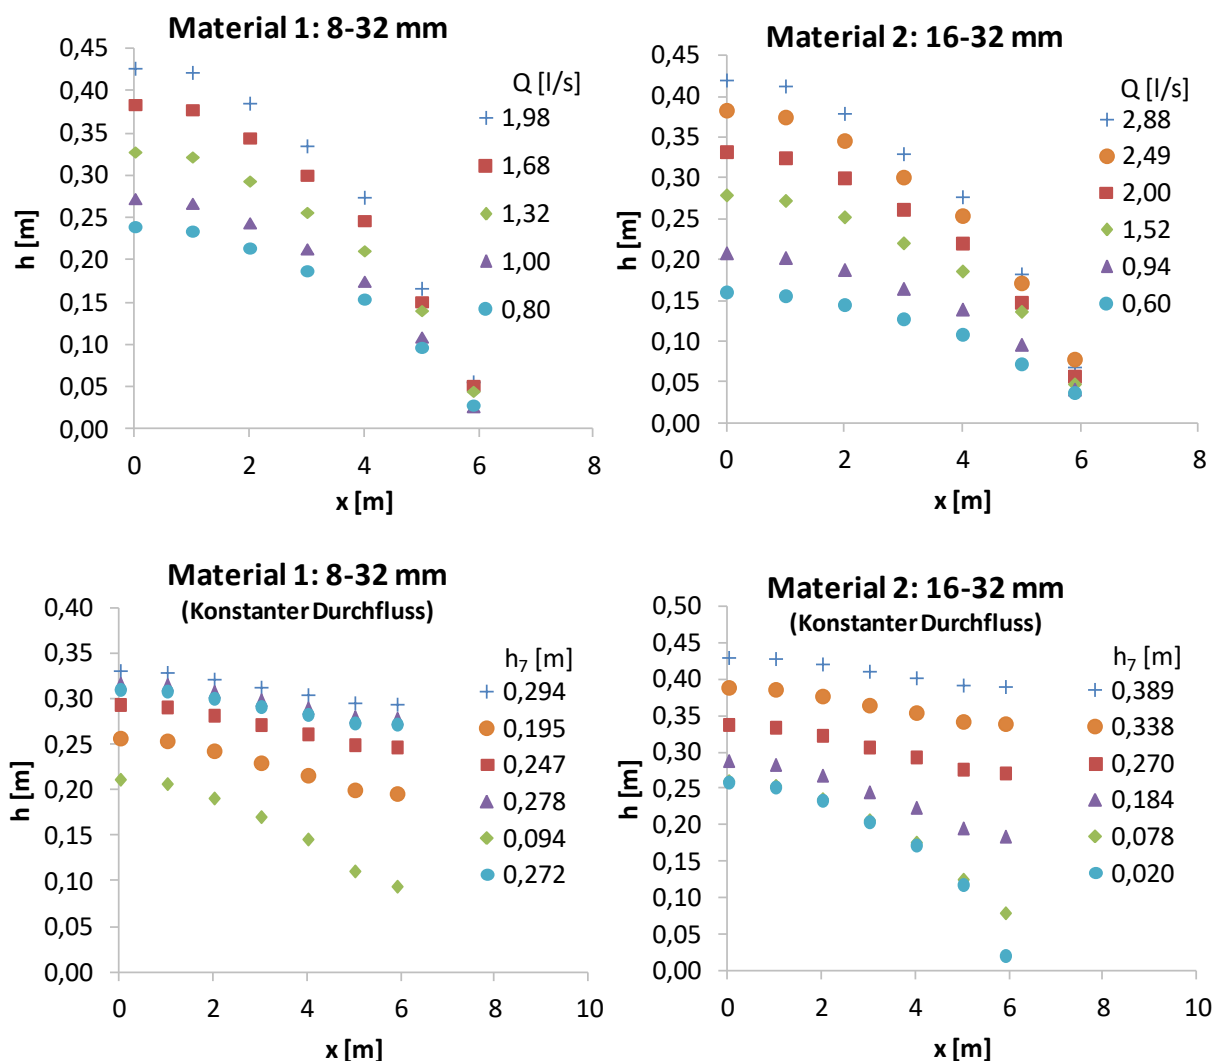 Material 1: 8-32 mm
h [m]
0,45
0,40
0,35
0,30
0,25
0,20
0,15
0,10
0,05
0,00
0 2 4 6 8
x [m]
Q [l/s]
1,98
1,68
1,32
1,00
0,80
Material 2: 16-32 mm
h [m]
0,45
0,40
0,35
0,30
0,25
0,20
0,15
0,10
0,05
0,00
0 2 4 6 8
x [m]
Q [l/s]
2,88
2,49
2,00
1,52
0,94
0,60
Material 1: 8-32 mm
(Konstanter Durchfluss)
h [m]
0,40
0,35
0,30
0,25
0,20
0,15
0,10
0,05
0,00
0 2 4 6 8 10
x [m]
h₇ [m]
0,294
0,195
0,247
0,278
0,094
0,272
Material 2: 16-32 mm
(Konstanter Durchfluss)
h [m]
0,50
0,45
0,40
0,35
0,30
0,25
0,20
0,15
0,10
0,05
0,00
0 2 4 6 8 10
x [m]
h₇ [m]
0,389
0,338
0,270
0,184
0,078
0,020